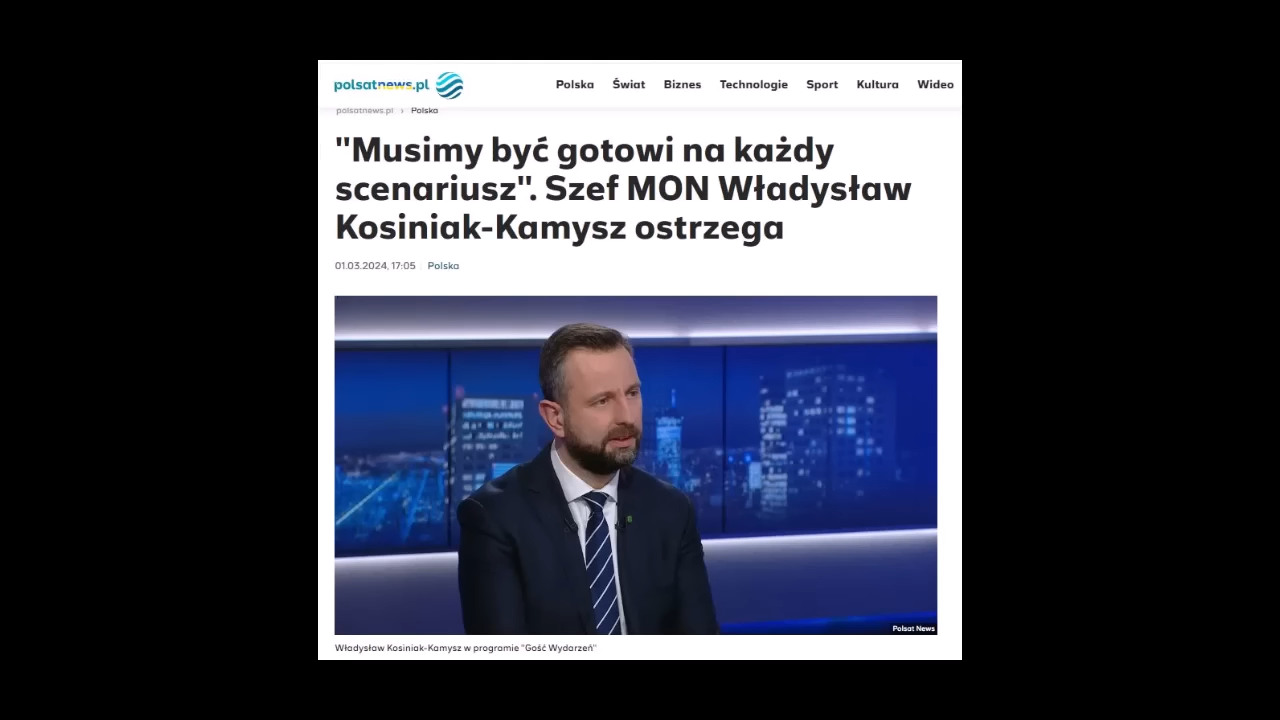 polsatnews.pl
Polska Świat Biznes Technologie Sport Kultura Wideo
polsatnews.pl › Polska
"Musimy być gotowi na każdy
scenariusz". Szef MON Władysław
Kosiniak-Kamysz ostrzega
01.03.2024, 17:05 Polska
Polsat News
Władysław Kosiniak-Kamysz w programie "Gość Wydarzeń"